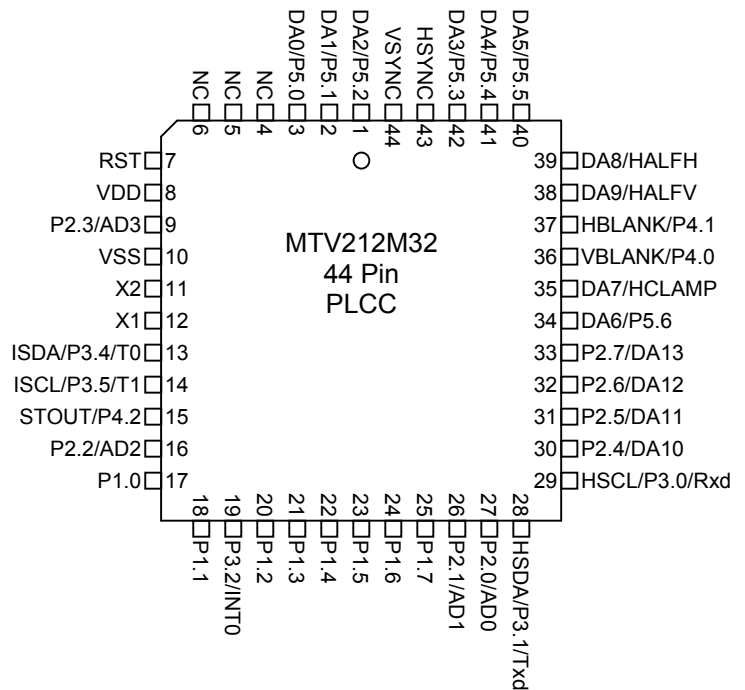 NC 6
NC 5
NC 4
DA0/P5.0 3
DA1/P5.1 2
DA2/P5.2 1
VSYNC 44
HSYNC 43
DA3/P5.3 42
DA4/P5.4 41
DA5/P5.5 40
RST 7
VDD 8
P2.3/AD3 9
VSS 10
X2 11
X1 12
ISDA/P3.4/T0 13
ISCL/P3.5/T1 14
STOUT/P4.2 15
P2.2/AD2 16
P1.0 17
MTV212M32
44 Pin
PLCC
39 DA8/HALFH
38 DA9/HALFV
37 HBLANK/P4.1
36 VBLANK/P4.0
35 DA7/HCLAMP
34 DA6/P5.6
33 P2.7/DA13
32 P2.6/DA12
31 P2.5/DA11
30 P2.4/DA10
29 HSCL/P3.0/Rxd
18 P1.1
19 P3.2/INT0
20 P1.2
21 P1.3
22 P1.4
23 P1.5
24 P1.6
25 P1.7
26 P2.1/AD1
27 P2.0/AD0
28 HSDA/P3.1/Txd